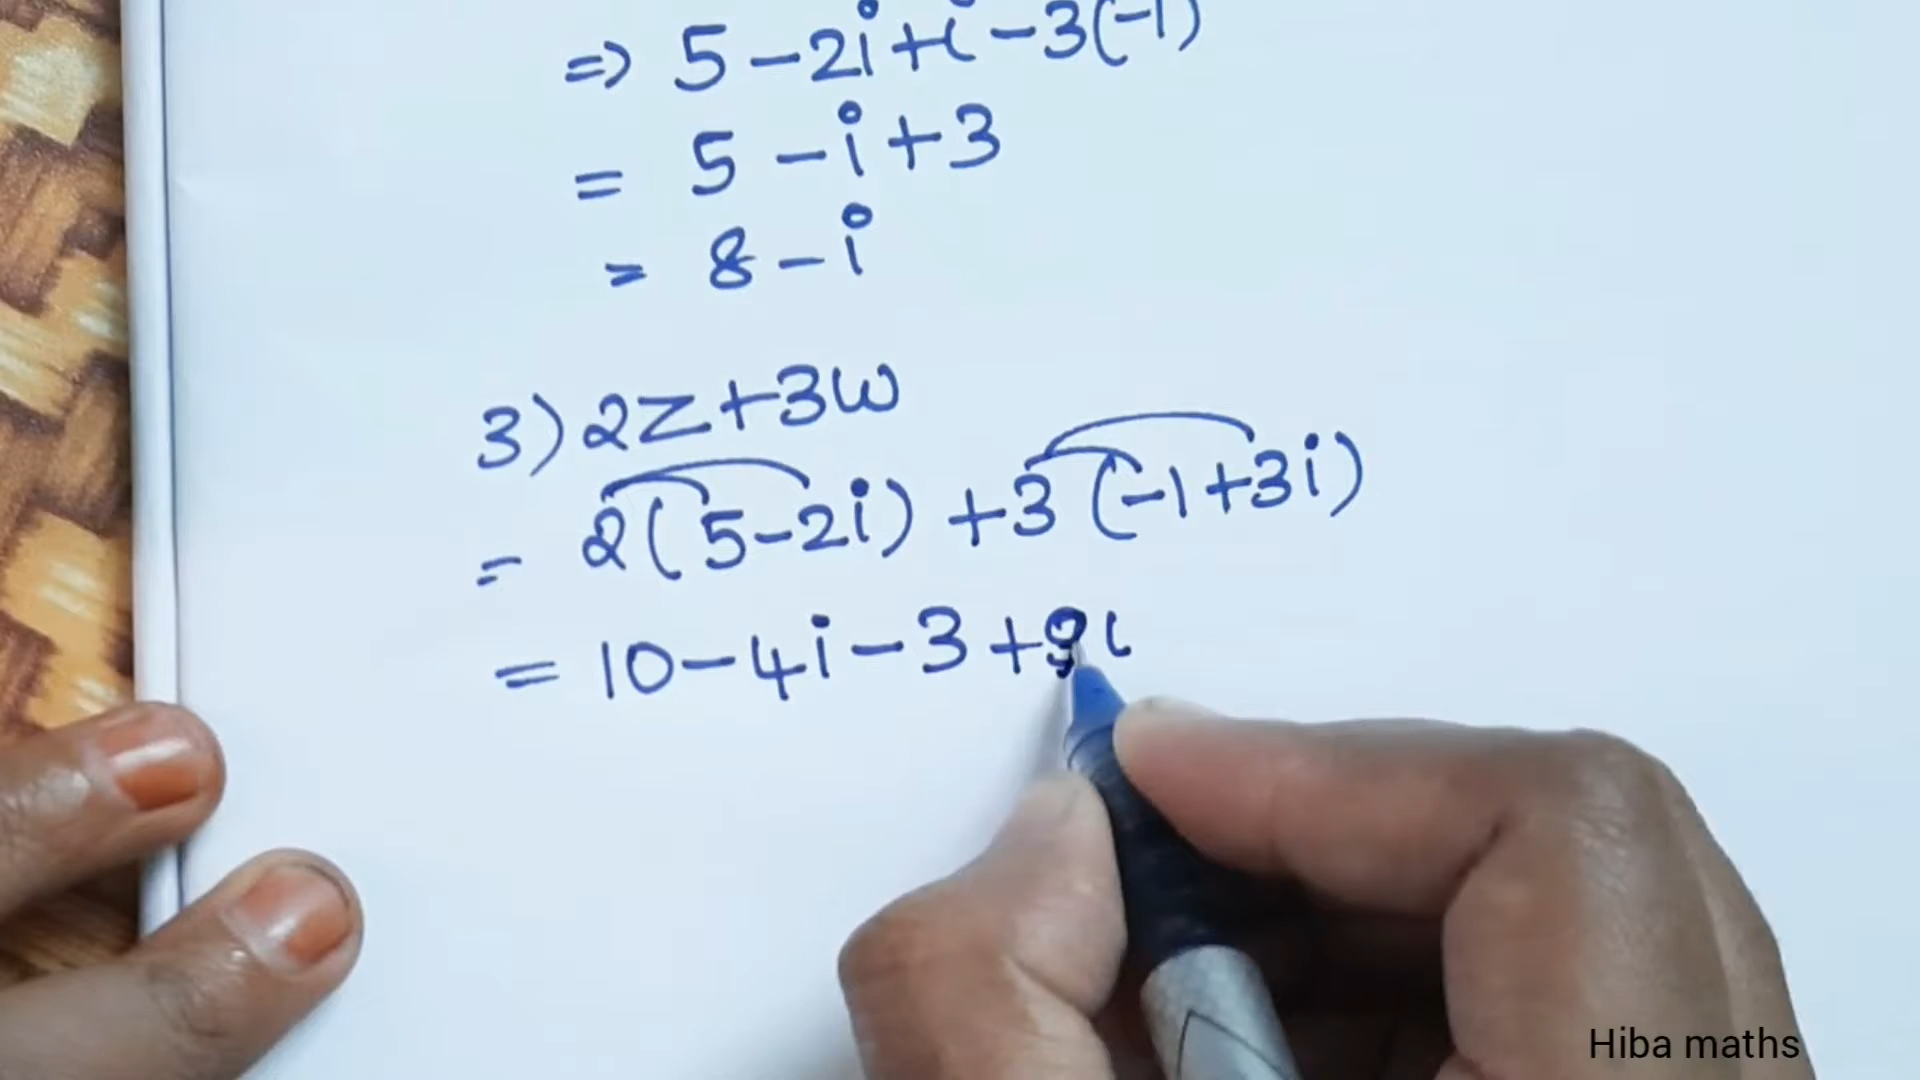 => 5-2i+i-3(-1)
= 5-i+3
= 8-i
3) 2z+3w
= 2(5-2i) +3 (-1+3i)
= 10-4i-3+9i
Hiba maths